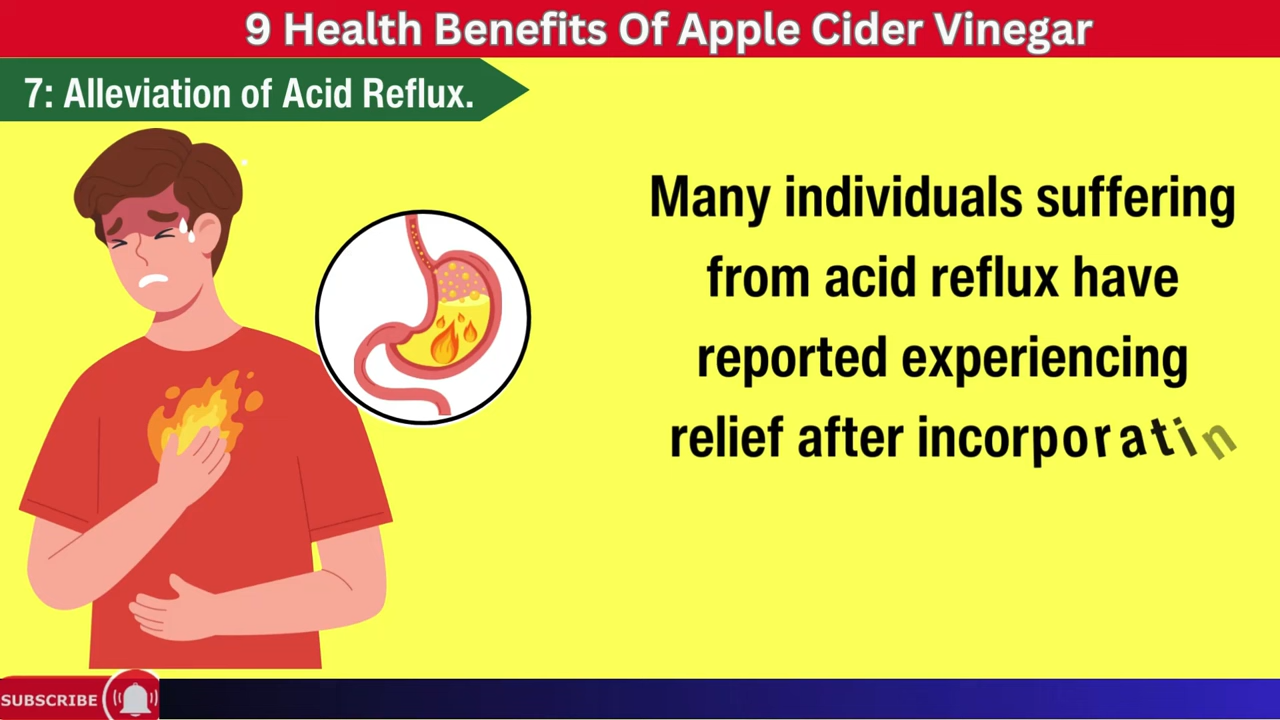 9 Health Benefits Of Apple Cider Vinegar
7: Alleviation of Acid Reflux.
Many individuals suffering
from acid reflux have
reported experiencing
relief after incorporatin
SUBSCRIBE